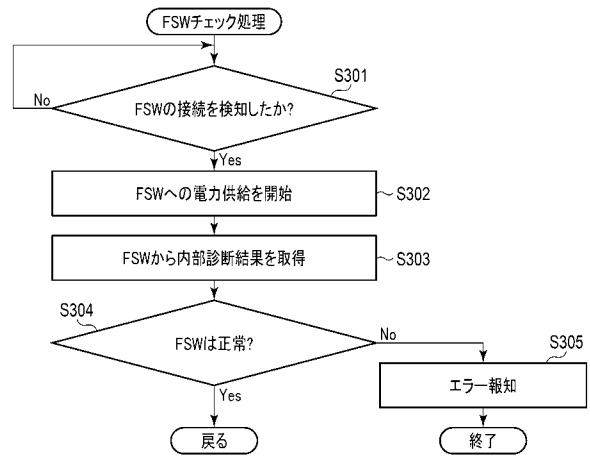 FSWチェック処理
S301
No
FSWの接続を検知したか?
Yes
FSWへの電力供給を開始
S302
FSWから内部診断結果を取得
S303
S304
FSWは正常?
No
S305
エラー報知
Yes
戻る
終了